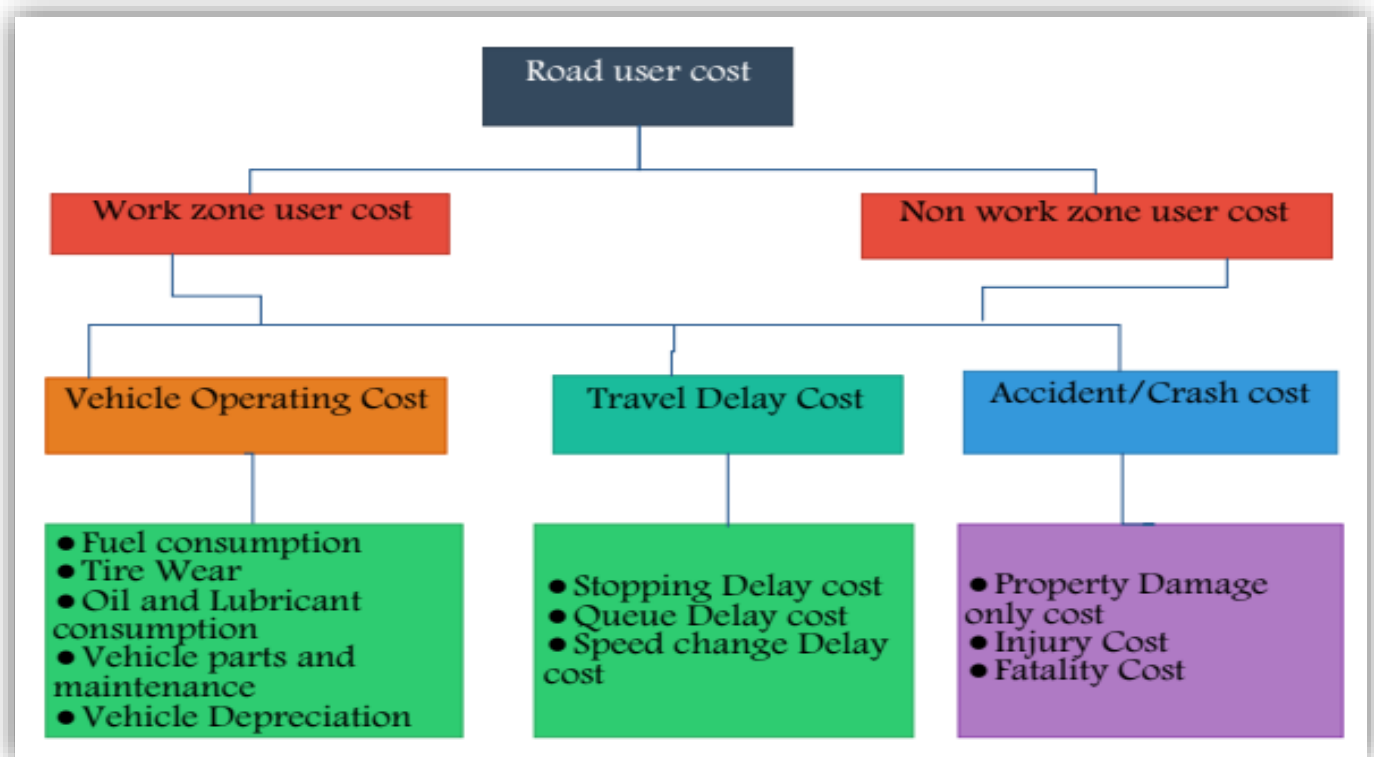 Road user cost
Work zone user cost
Non work zone user cost
Vehicle Operating Cost
Travel Delay Cost
Accident/Crash cost
●Fuel consumption
●Tire Wear
●Oil and Lubricant
consumption
●Vehicle parts and
maintenance
●Vehicle Depreciation
●Stopping Delay cost
●Queue Delay cost
●Speed change Delay
cost
●Property Damage
only cost
●Injury Cost
●Fatality Cost